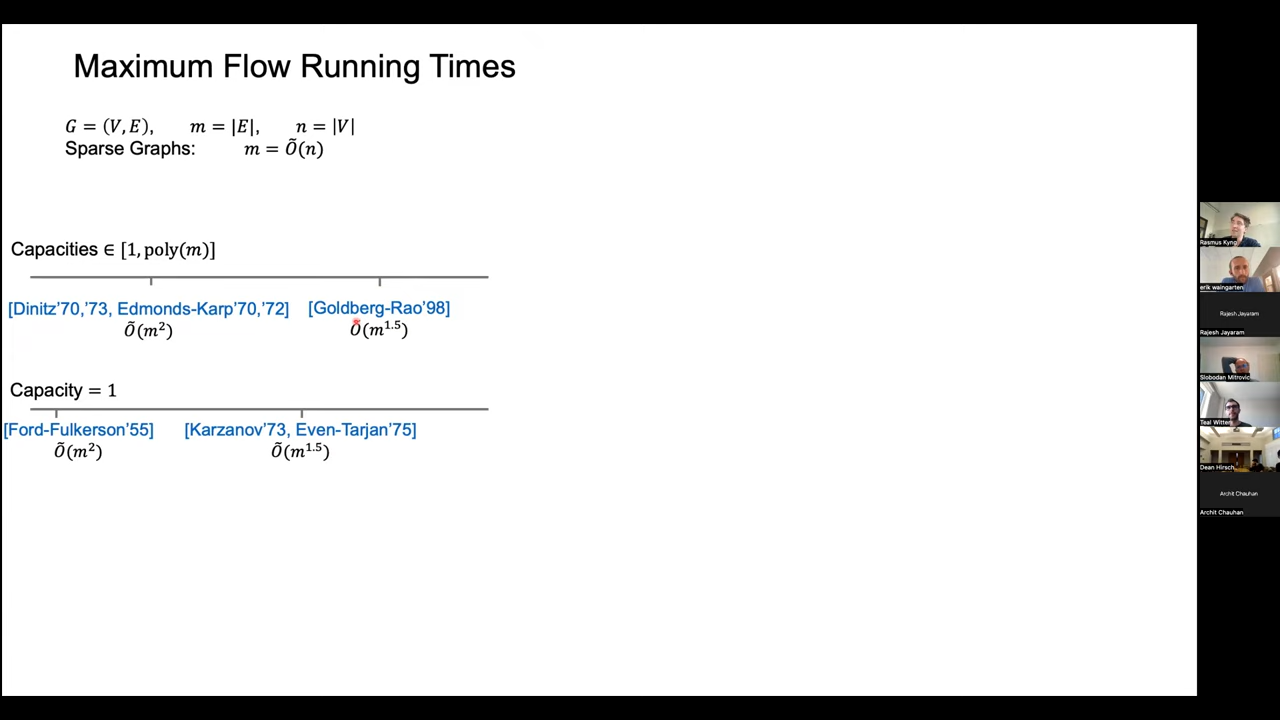 Maximum Flow Running Times
G = (V, E), m = |E|, n = |V|
Sparse Graphs: m = Õ(n)
Capacities ∈ [1, poly(m)]
[Dinitz’70,’73, Edmonds-Karp’70,’72] [Goldberg-Rao’98]
Õ(m²) Õ(m^1.5)
Capacity = 1
[Ford-Fulkerson’55] [Karzanov’73, Even-Tarjan’75]
Õ(m²) Õ(m^1.5)
Rasmus Kyng
erik waingarten
Rajesh Jayaram
Rajesh Jayaram
Slobodan Mitrovic
Teal Witter
Dean Hirsch
Archit Chauhan
Archit Chauhan